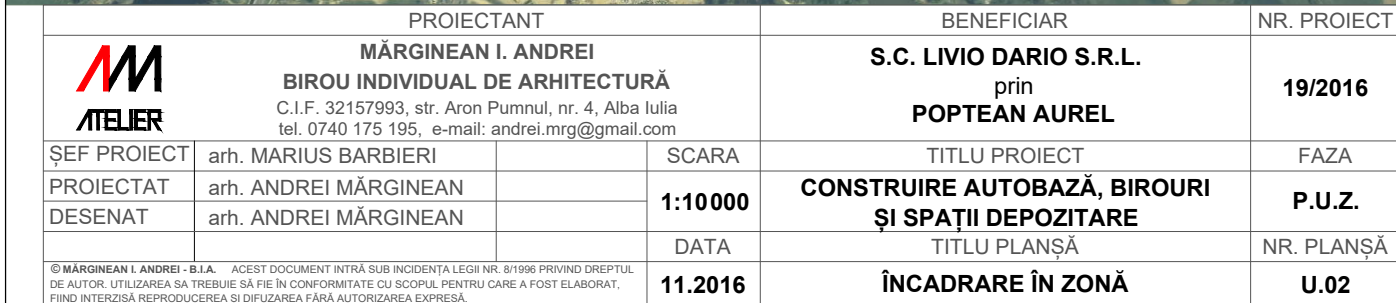 PROIECTANT
BENEFICIAR
NR. PROIECT
AM
ATELIER
MĂRGINEAN I. ANDREI
BIROU INDIVIDUAL DE ARHITECTURĂ
C.I.F. 32157993, str. Aron Pumnul, nr. 4, Alba Iulia
tel. 0740 175 195, e-mail: andrei.mrg@gmail.com
S.C. LIVIO DARIO S.R.L.
prin
POPTEAN AUREL
19/2016
ȘEF PROIECT arh. MARIUS BARBIERI
SCARA
TITLU PROIECT
FAZA
PROIECTAT arh. ANDREI MĂRGINEAN
DESENAT arh. ANDREI MĂRGINEAN
1:10000
CONSTRUIRE AUTOBAZĂ, BIROURI
ȘI SPAȚII DEPOZITARE
P.U.Z.
DATA
TITLU PLANȘĂ
NR. PLANȘĂ
© MĂRGINEAN I. ANDREI - B.I.A. ACEST DOCUMENT INTRĂ SUB INCIDENȚA LEGII NR. 8/1996 PRIVIND DREPTUL
DE AUTOR. UTILIZAREA SA TREBUIE SĂ FIE ÎN CONFORMITATE CU SCOPUL PENTRU CARE A FOST ELABORAT,
FIIND INTERZISĂ REPRODUCEREA ȘI DIFUZAREA FĂRĂ AUTORIZAREA EXPRESĂ.
11.2016
ÎNCADRARE ÎN ZONĂ
U.02